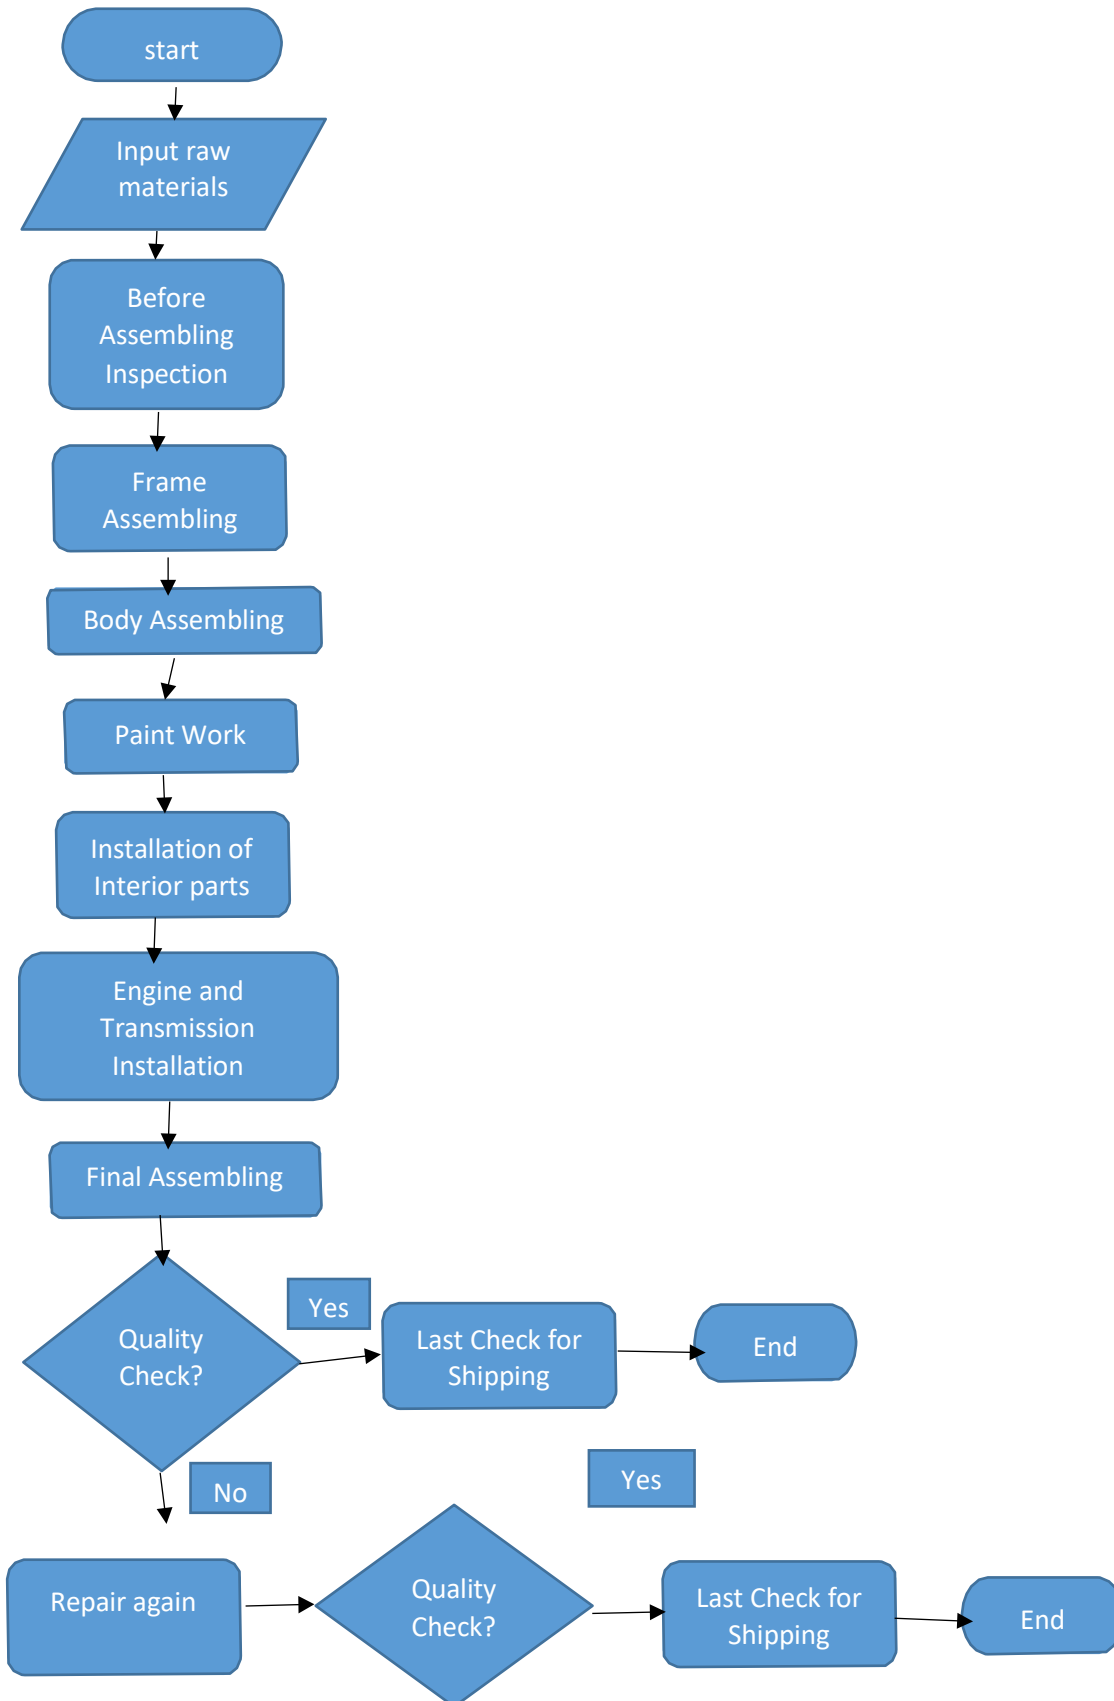 start
Input raw
materials
Before
Assembling
Inspection
Frame
Assembling
Body Assembling
Paint Work
Installation of
Interior parts
Engine and
Transmission
Installation
Final Assembling
Quality
Check?
Yes
Last Check for
Shipping
End
No
Yes
Repair again
Quality
Check?
Last Check for
Shipping
End